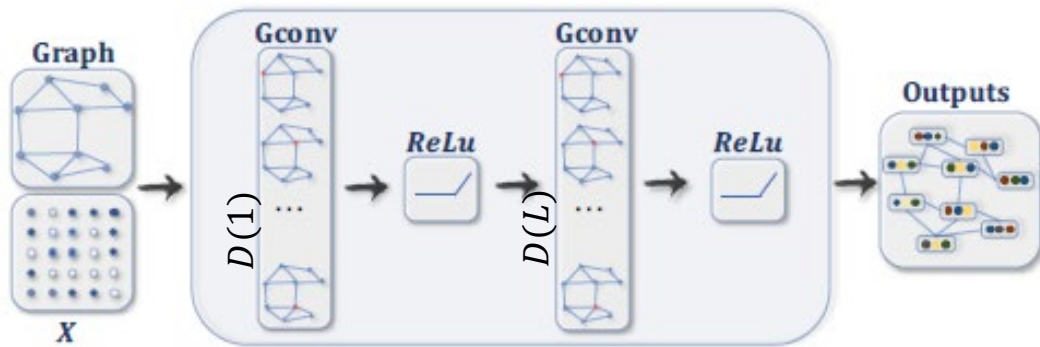 Graph
X
Gconv
D(1)
...
ReLu
Gconv
D(L)
...
ReLu
Outputs